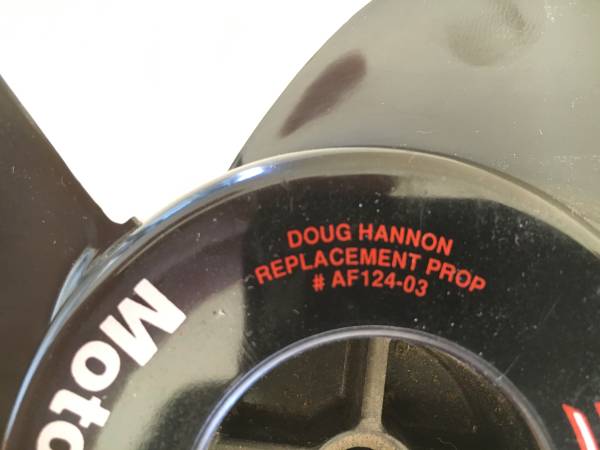 DOUG HANNON
REPLACEMENT PROP
# AF124-03
Moto